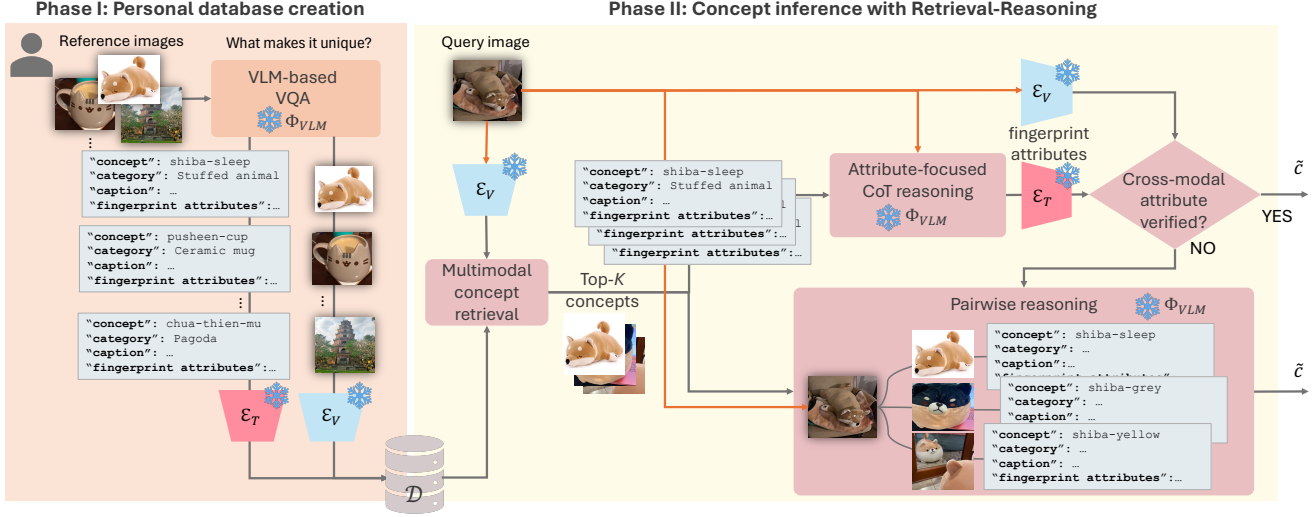 Phase I: Personal database creation
Reference images
What makes it unique?
VLM-based
VQA
Φ_VLM
⋮
"concept": shiba-sleep
"category": Stuffed animal
"caption": …
"fingerprint attributes":…
"concept": pusheen-cup
"category": Ceramic mug
"caption": …
"fingerprint attributes":…
⋮
⋮
"concept": chua-thien-mu
"category": Pagoda
"caption": …
"fingerprint attributes":…
ℰ_T
ℰ_V
𝒟
Phase II: Concept inference with Retrieval-Reasoning
Query image
ℰ_V
Multimodal
concept
retrieval
Top-K
concepts
"concept": shiba-sleep
"category": Stuffed animal
"caption": …
"fingerprint attributes":…
"fingerprint attributes":…
"fingerprint attributes":…
Attribute-focused
CoT reasoning
Φ_VLM
ℰ_V
fingerprint
attributes
ℰ_T
Cross-modal
attribute
verified?
c̃
YES
NO
Pairwise reasoning
Φ_VLM
"concept": shiba-sleep
"category": …
"caption": …
"concept": shiba-grey
"category": …
"caption": …
"concept": shiba-yellow
"category": …
"caption": …
"fingerprint attributes":…
c̃